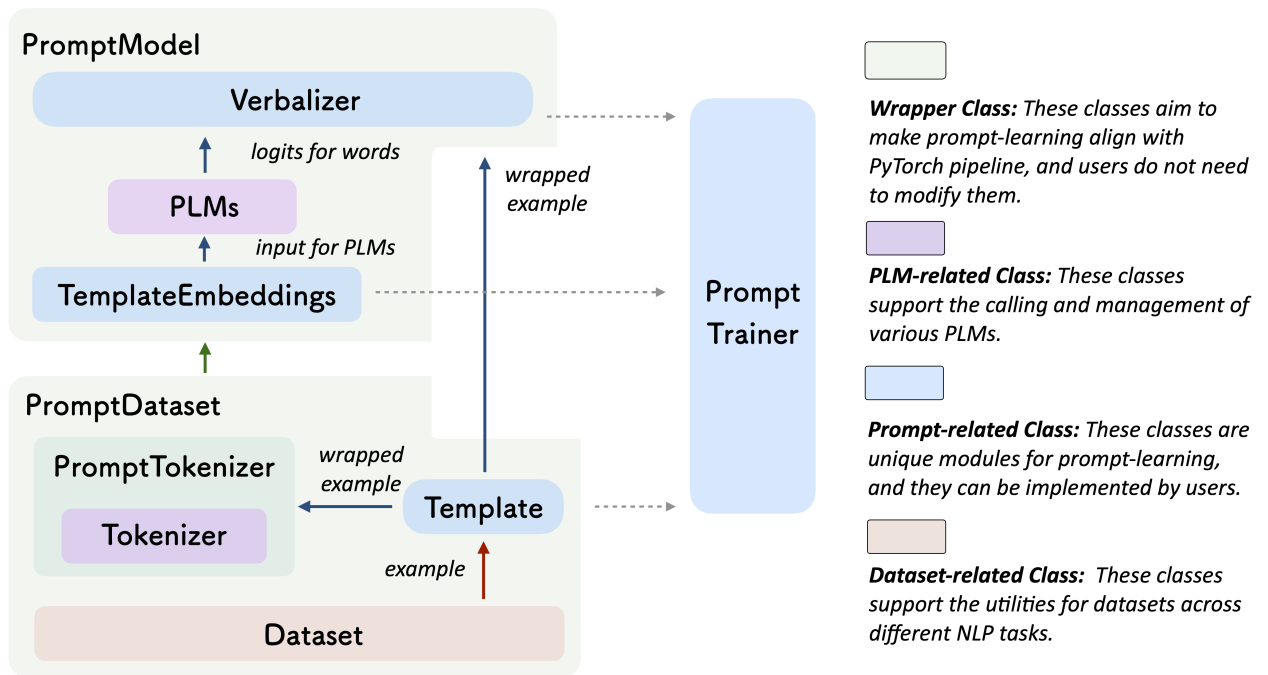 PromptModel
Verbalizer
logits for words
PLMs
input for PLMs
TemplateEmbeddings
wrapped
example
PromptDataset
PromptTokenizer
Tokenizer
wrapped
example
Template
example
Dataset
Prompt
Trainer
Wrapper Class: These classes aim to
make prompt-learning align with
PyTorch pipeline, and users do not need
to modify them.
PLM-related Class: These classes
support the calling and management of
various PLMs.
Prompt-related Class: These classes are
unique modules for prompt-learning,
and they can be implemented by users.
Dataset-related Class: These classes
support the utilities for datasets across
different NLP tasks.